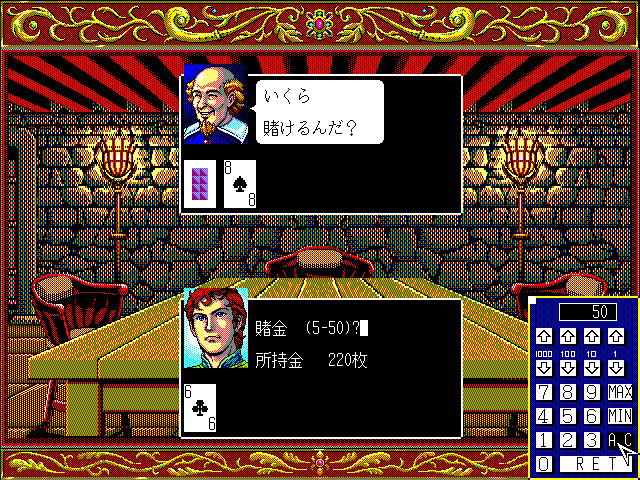 いくら
賭けるんだ？
8
8
賭金 (5-50)?
所持金 220枚
6
6
50
1000 100 10 1
7 8 9 MAX
4 5 6 MIN
1 2 3 AC
0 RET